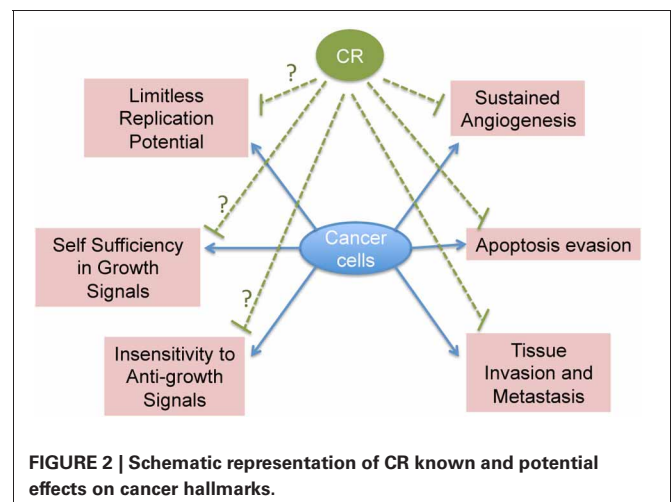 CR
?
Limitless
Replication
Potential
Sustained
Angiogenesis
?
Self Sufficiency
in Growth
Signals
Cancer
cells
Apoptosis evasion
?
Insensitivity to
Anti-growth
Signals
Tissue
Invasion and
Metastasis
FIGURE 2 | Schematic representation of CR known and potential
effects on cancer hallmarks.